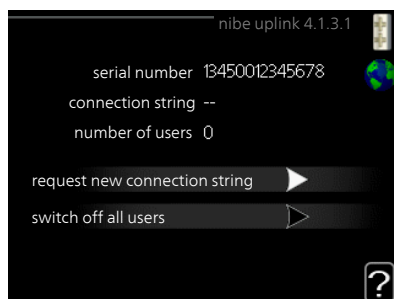 nibe uplink 4.1.3.1
serial number 13450012345678
connection string --
number of users 0
request new connection string
switch off all users
?